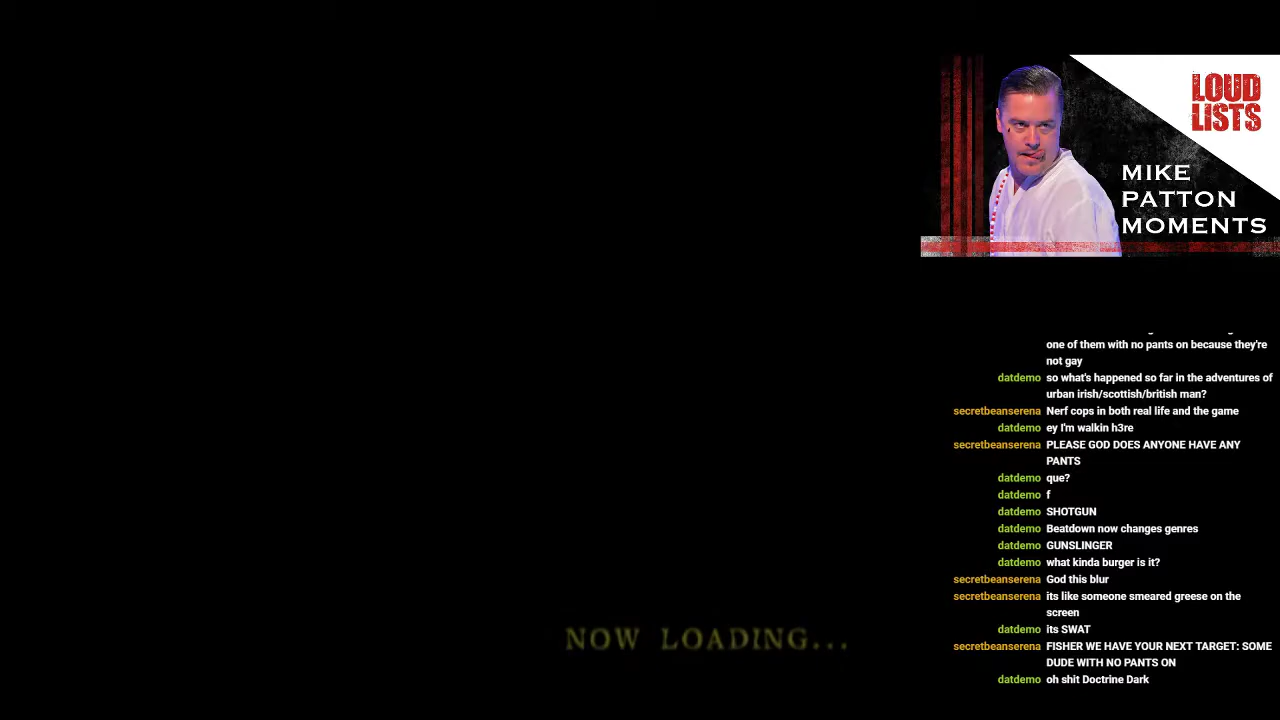 LOUD
LISTS
MIKE
PATTON
MOMENTS
one of them with no pants on because they're
not gay
datdemo so what's happened so far in the adventures of
urban irish/scottish/british man?
secretbeanserena Nerf cops in both real life and the game
datdemo ey I'm walkin h3re
secretbeanserena PLEASE GOD DOES ANYONE HAVE ANY
PANTS
datdemo que?
datdemo f
datdemo SHOTGUN
datdemo Beatdown now changes genres
datdemo GUNSLINGER
datdemo what kinda burger is it?
secretbeanserena God this blur
secretbeanserena its like someone smeared greese on the
screen
datdemo its SWAT
secretbeanserena FISHER WE HAVE YOUR NEXT TARGET: SOME
DUDE WITH NO PANTS ON
datdemo oh shit Doctrine Dark
NOW LOADING...